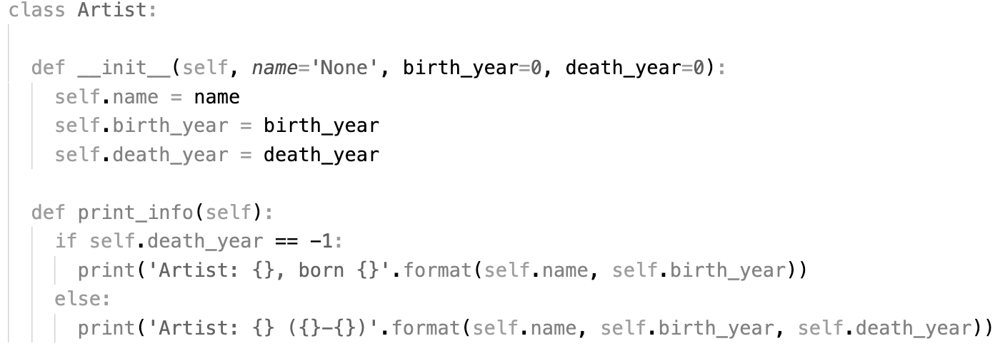 class Artist:
def __init__(self, name='None', birth_year=0, death_year=0):
self.name = name
self.birth_year = birth_year
self.death_year = death_year
def print_info(self):
if self.death_year == -1:
print('Artist: {}, born {}'.format(self.name, self.birth_year))
else:
print('Artist: {} ({}-{})'.format(self.name, self.birth_year, self.death_year))